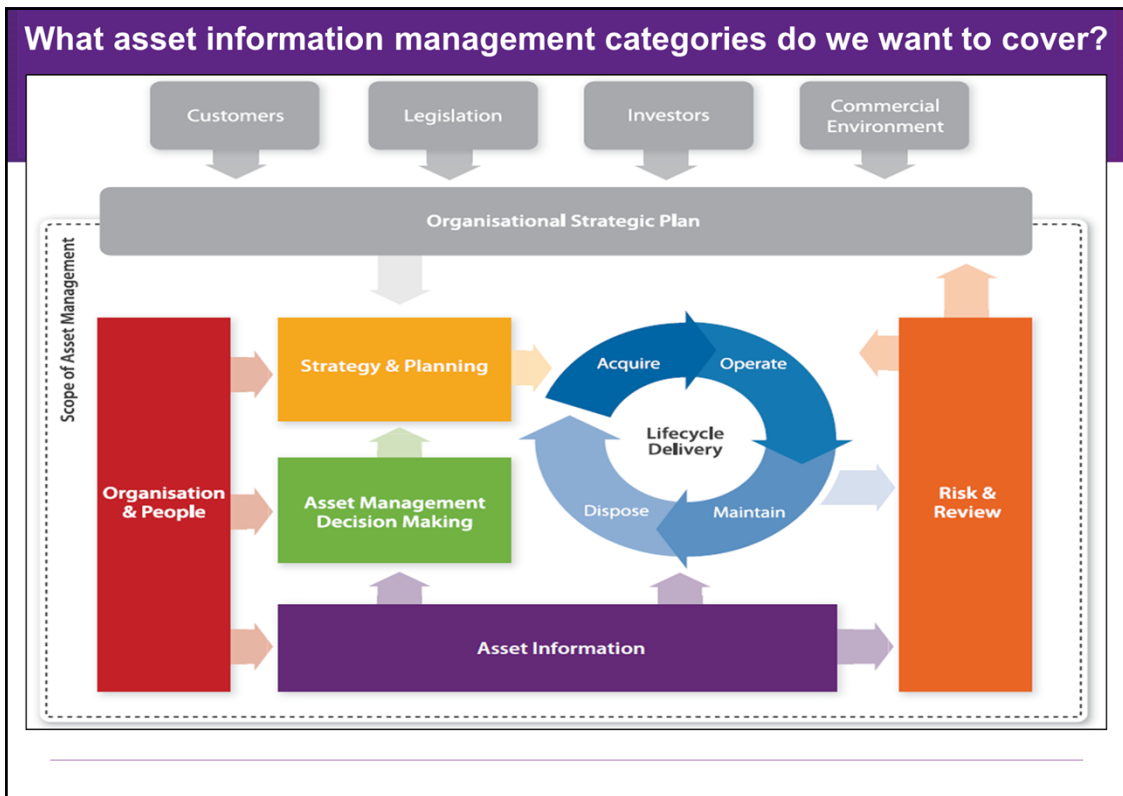 What asset information management categories do we want to cover?
Customers
Legislation
Investors
Commercial
Environment
Organisational Strategic Plan
Scope of Asset Management
Strategy & Planning
Acquire
Operate
Lifecycle
Delivery
Organisation
& People
Asset Management
Decision Making
Dispose
Maintain
Risk &
Review
Asset Information